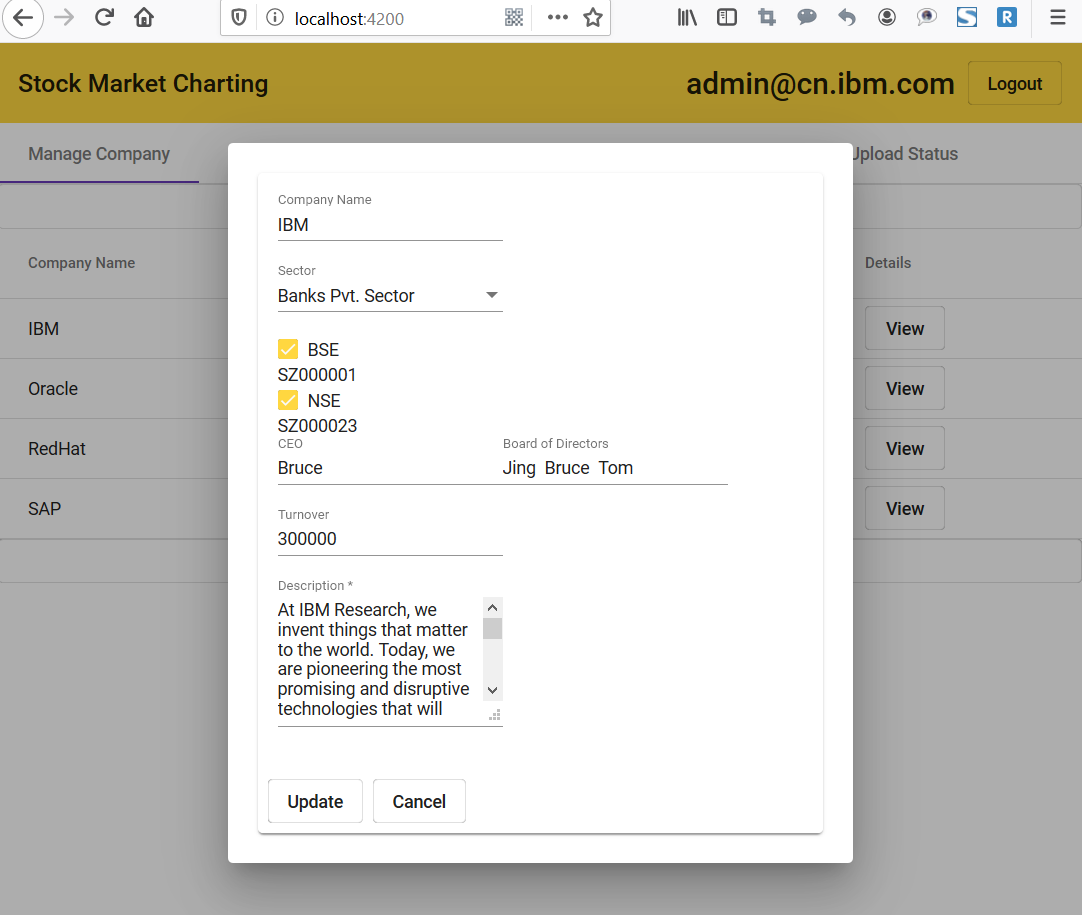 localhost:4200
S
R
Stock Market Charting
admin@cn.ibm.com
Logout
Manage Company
Upload Status
Company Name
IBM
Sector
Banks Pvt. Sector
Company Name
Details
BSE
SZ000001
NSE
SZ000023
CEO
Board of Directors
Bruce
Jing Bruce Tom
Turnover
300000
Description *
At IBM Research, we
invent things that matter
to the world. Today, we
are pioneering the most
promising and disruptive
technologies that will
Update
Cancel
IBM
View
Oracle
View
RedHat
View
SAP
View